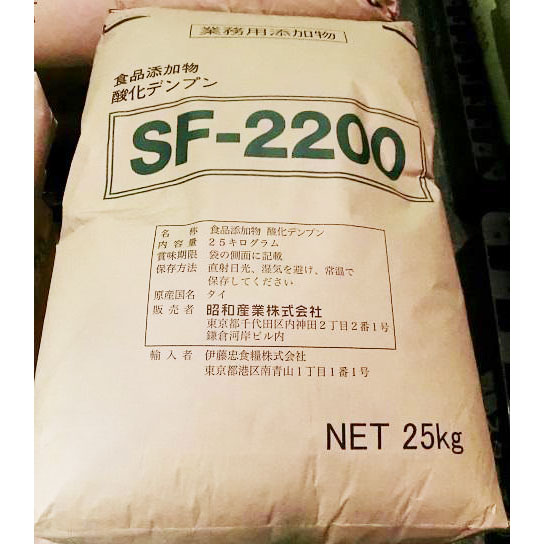 業務用添加物
食品添加物
酸化デンプン
SF-2200
名称 食品添加物 酸化デンプン
内容量 25キログラム
賞味期限 袋の側面に記載
保存方法 直射日光、湿気を避け、常温で
保存してください
原産国名 タイ
販売者 昭和産業株式会社
東京都千代田区内神田2丁目2番1号
鎌倉河岸ビル内
輸入者 伊藤忠食糧株式会社
東京都港区南青山1丁目1番1号
NET 25kg